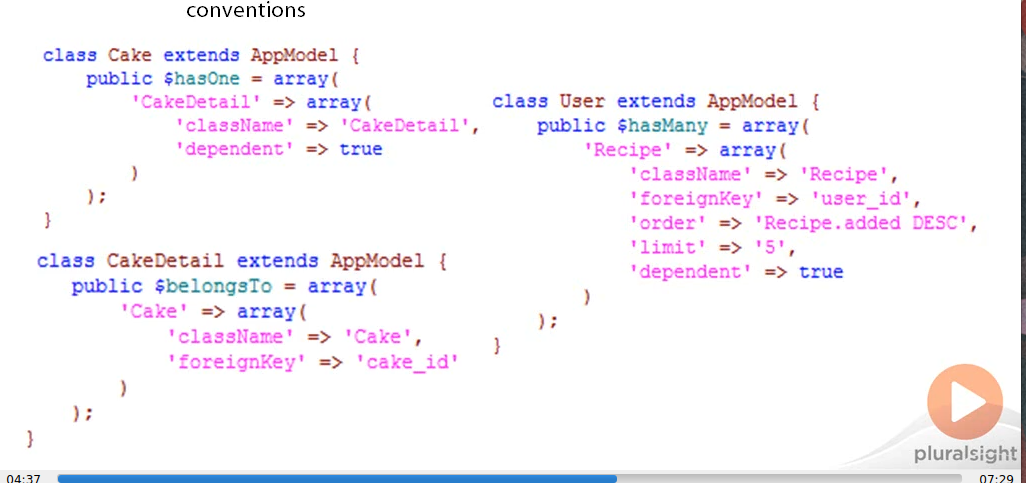 conventions
class Cake extends AppModel {
public $hasOne = array(
'CakeDetail' => array(
'className' => 'CakeDetail',
'dependent' => true
)
);
}
class CakeDetail extends AppModel {
public $belongsTo = array(
'Cake' => array(
'className' => 'Cake',
'foreignKey' => 'cake_id'
)
);
}
class User extends AppModel {
public $hasMany = array(
'Recipe' => array(
'className' => 'Recipe',
'foreignKey' => 'user_id',
'order' => 'Recipe.added DESC',
'limit' => '5',
'dependent' => true
)
);
}
pluralsight
04:37
07:29